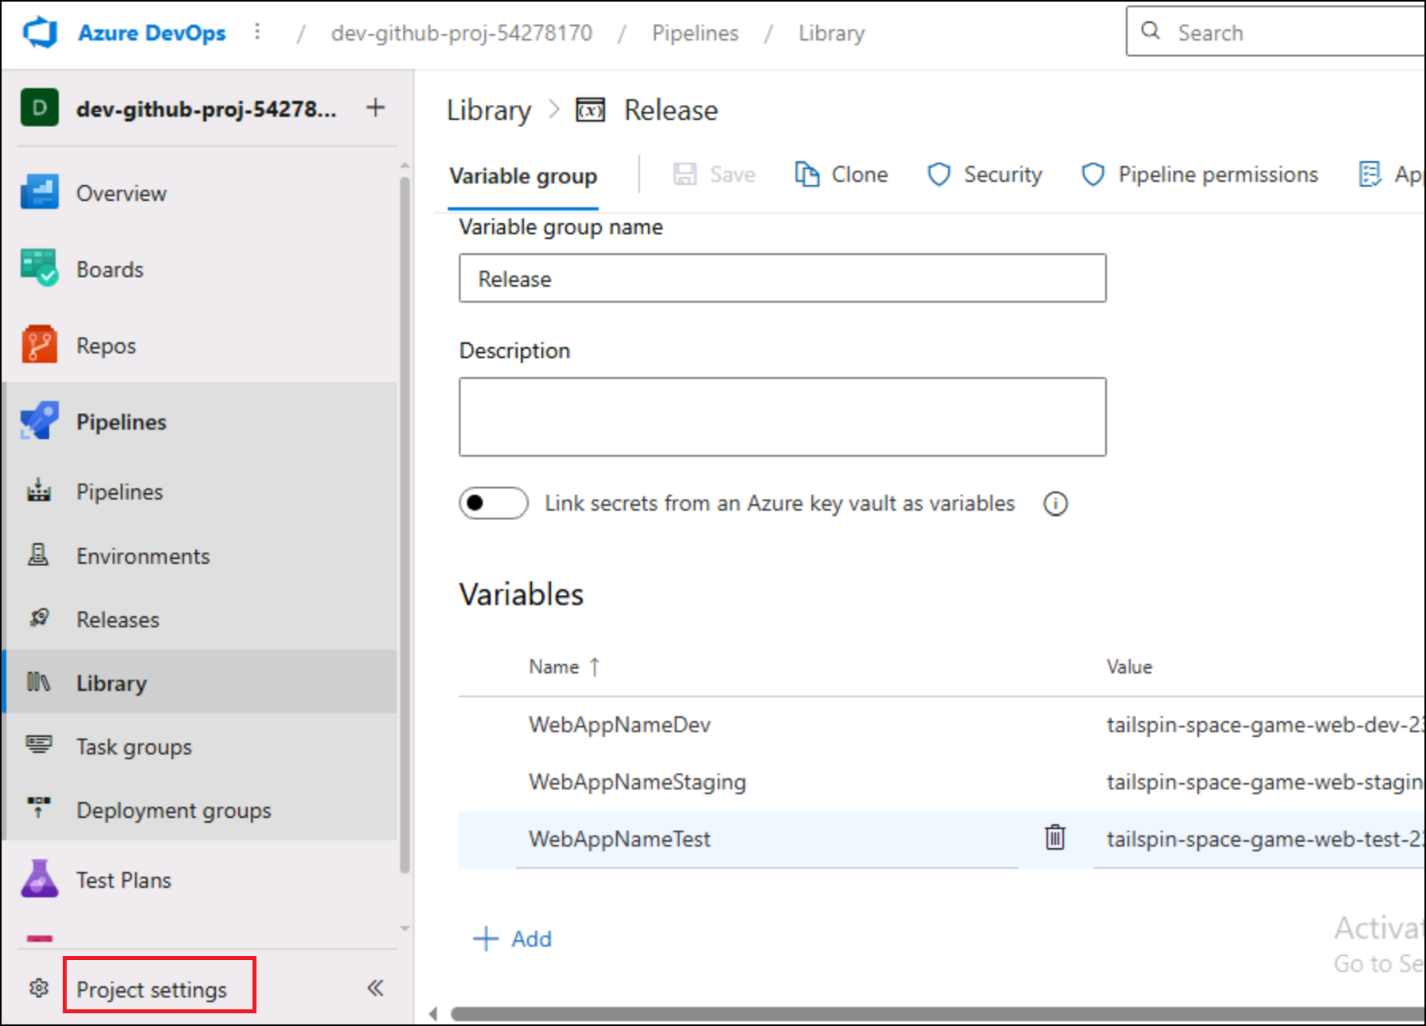 Azure DevOps / dev-github-proj-54278170 / Pipelines / Library
Search
D dev-github-proj-54278... +
Overview
Boards
Repos
Pipelines
Pipelines
Environments
Releases
Library
Task groups
Deployment groups
Test Plans
Project settings
Library > (x) Release
Variable group Save Clone Security Pipeline permissions
Variable group name
Release
Description
Link secrets from an Azure key vault as variables
Variables
Name ↑ Value
WebAppNameDev tailspin-space-game-web-dev-23
WebAppNameStaging tailspin-space-game-web-stagin
WebAppNameTest tailspin-space-game-web-test-2
+ Add
Activa
Go to Se